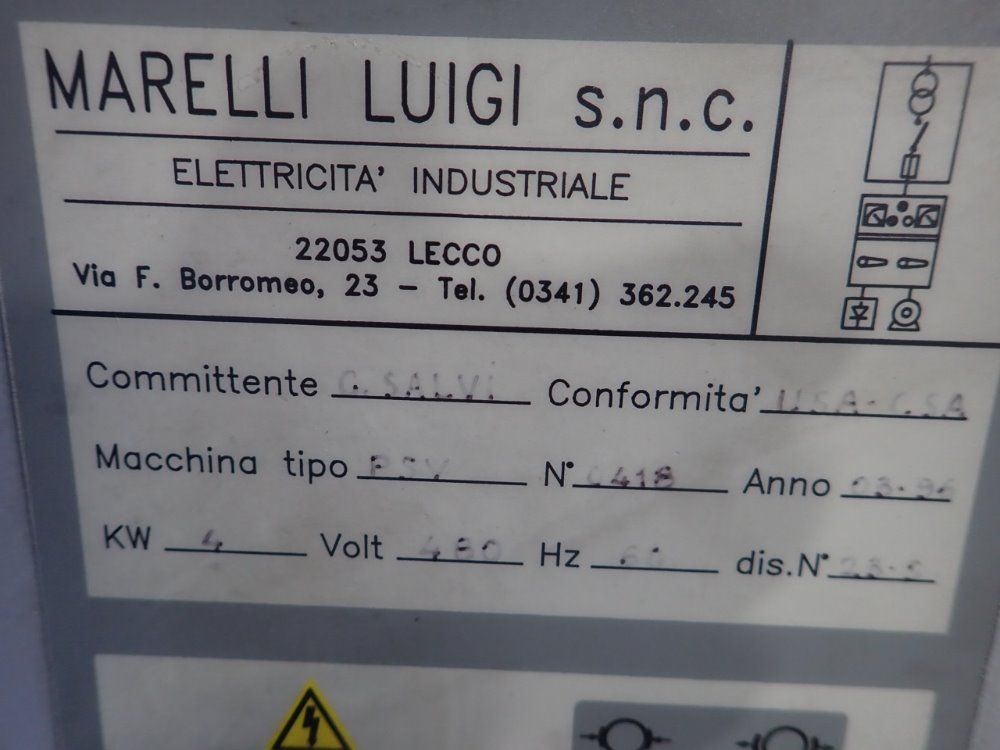 MARELLI LUIGI s.n.c.
ELETTRICITA' INDUSTRIALE
22053 LECCO
Via F. Borromeo, 23 – Tel. (0341) 362.245
Committente SALVI Conformita' USA-CSA
Macchina tipo N° Anno
KW 4 Volt 480 Hz 60 dis.N°